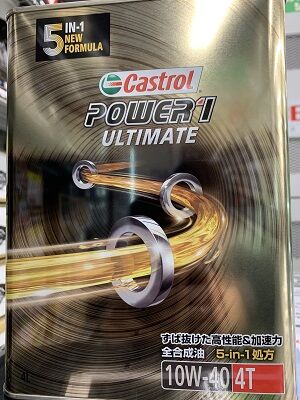 5 IN-1
NEW
FORMULA
Castrol
POWER1
ULTIMATE
ずば抜けた高性能&加速力
全合成油／5-in-1処方
10W-40 4T
4L